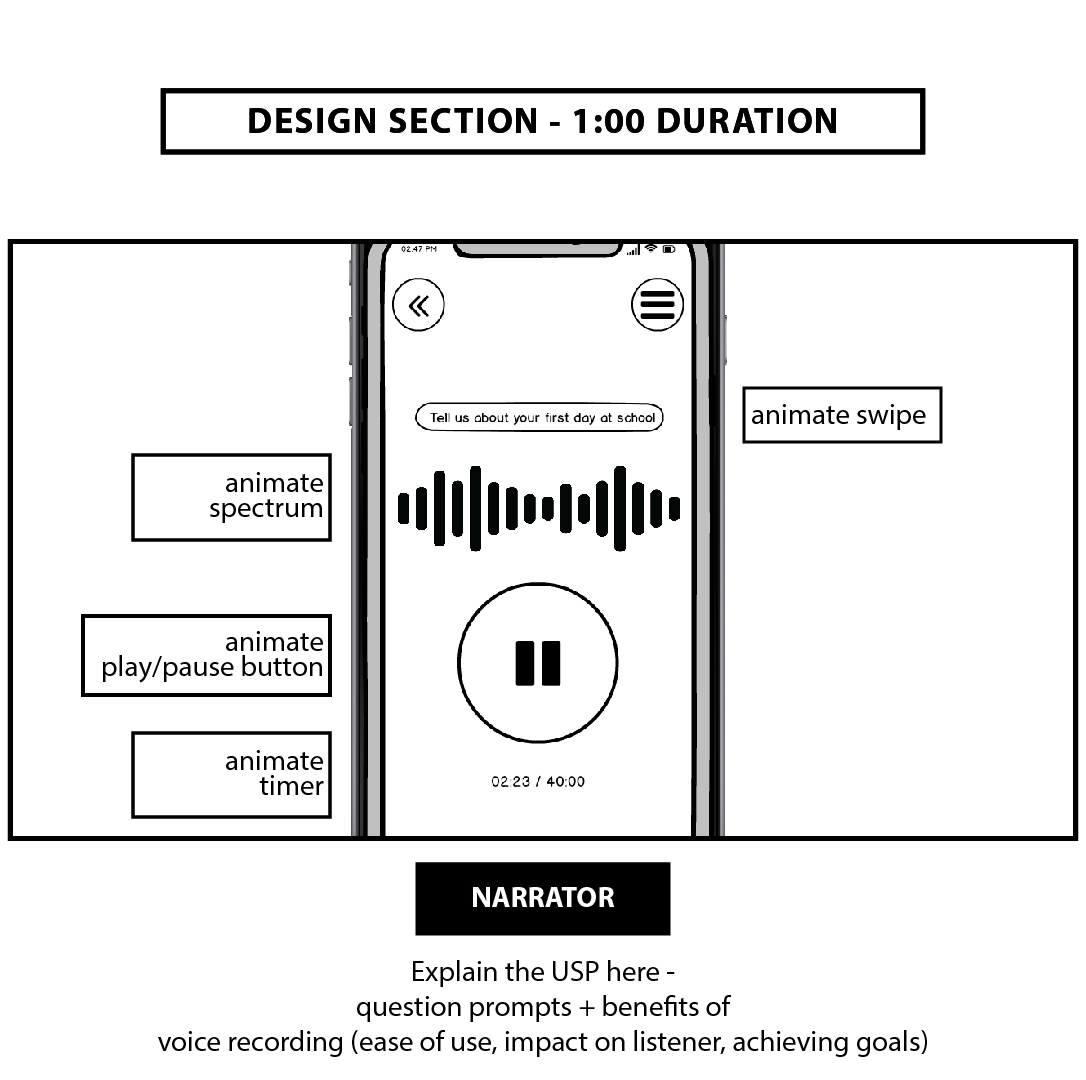 DESIGN SECTION - 1:00 DURATION
02.47 PM
Tell us about your first day at school
animate swipe
animate
spectrum
animate
play/pause button
animate
timer
02:23 / 40:00
NARRATOR
Explain the USP here -
question prompts + benefits of
voice recording (ease of use, impact on listener, achieving goals)